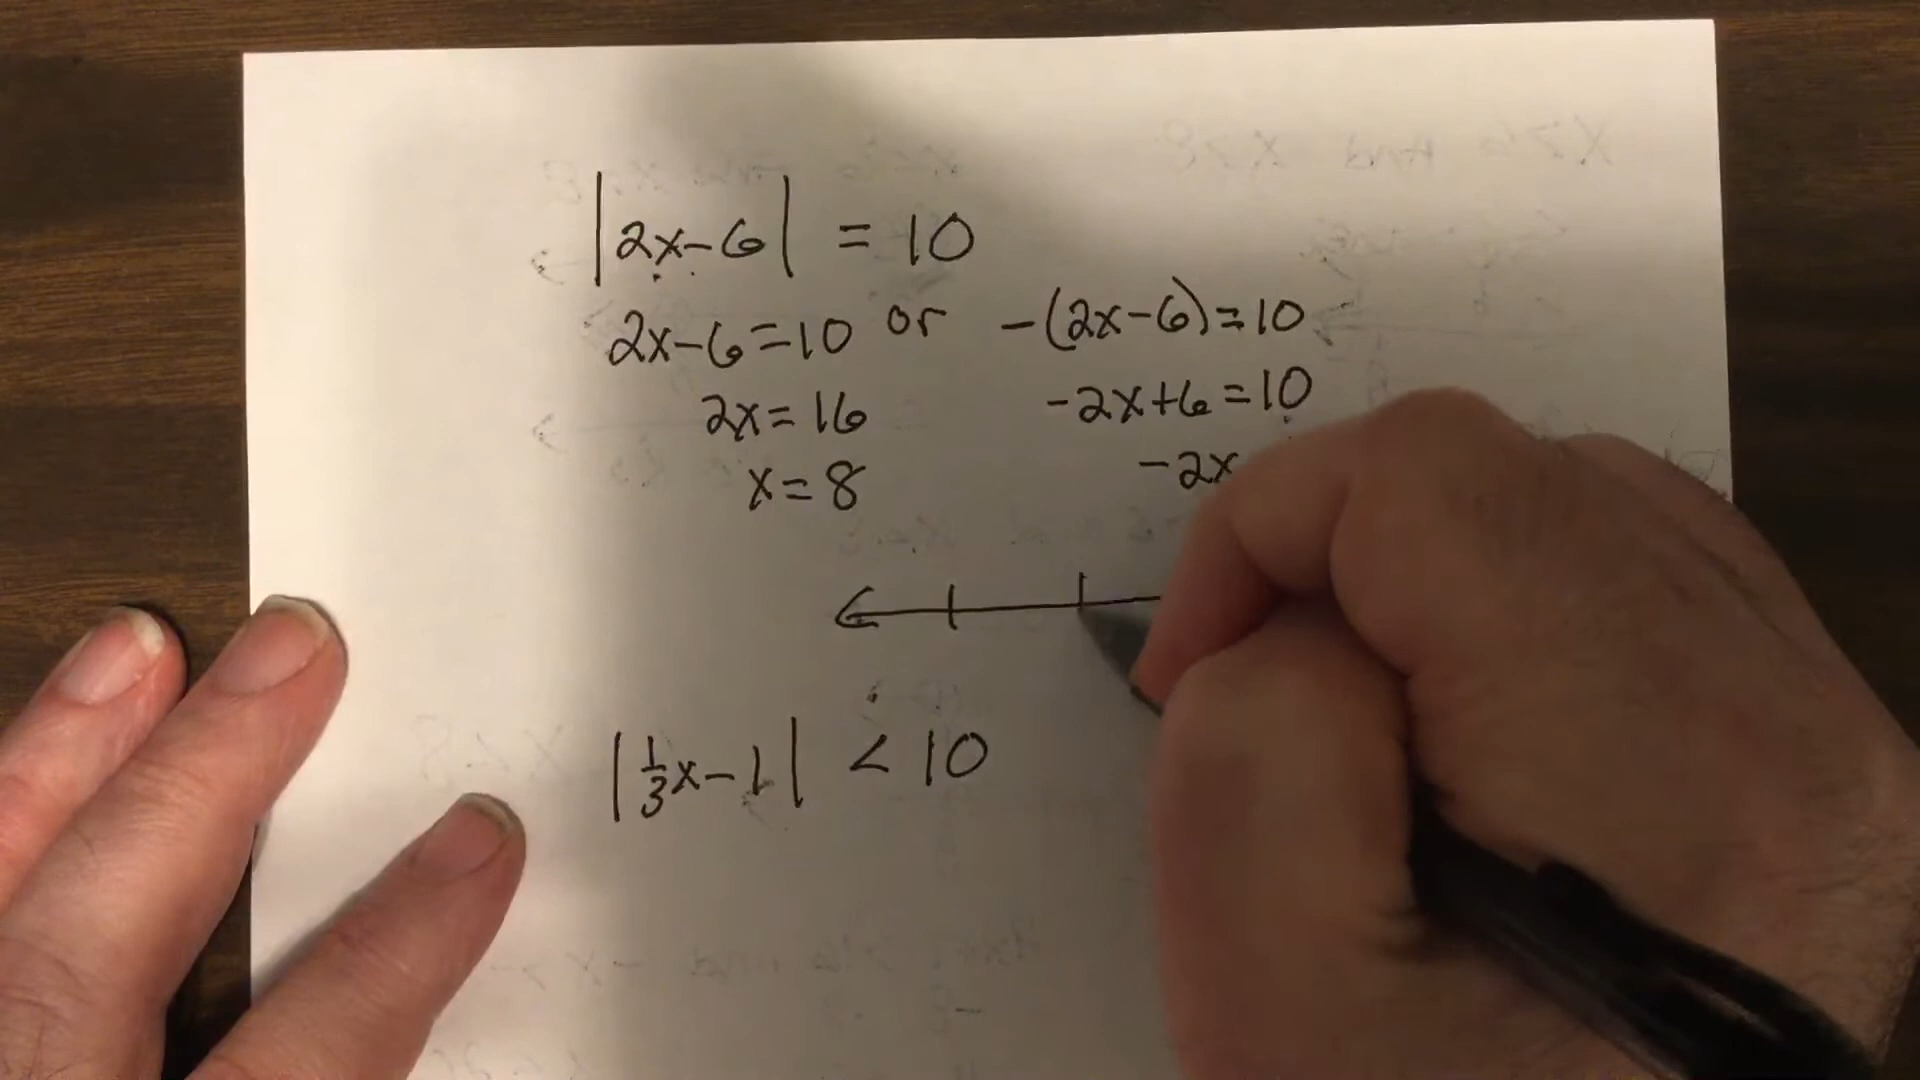 |2x-6| = 10
2x-6=10 or -(2x-6)=10
2x=16 -2x+6=10
x=8 -2x
|1/3x-1| < 10